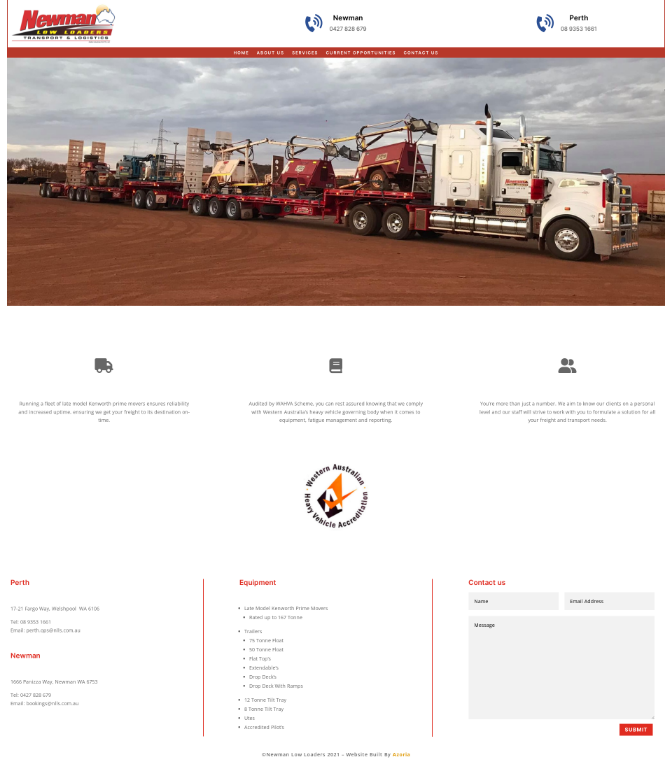 Newman
LOW LOADERS
TRANSPORT & LOGISTICS
Newman
0427 828 679
Perth
08 9353 1681
HOME ABOUT US SERVICES CURRENT OPPORTUNITIES CONTACT US
Running a fleet of late model Kenworth prime movers ensures reliability
and increased uptime, ensuring we get your freight to its destination on-
time.
Audited by WAHVA Scheme, you can rest assured knowing that we comply
with Western Australia's heavy vehicle governing body when it comes to
equipment, fatigue management and reporting.
You're more than just a number. We aim to know our clients on a personal
level and our staff will strive to work with you to formulate a solution for all
your freight and transport needs.
Western Australian
Heavy Vehicle Accreditation
Perth
17-21 Fargo Way, Welshpool WA 6106
Tel: 08 9353 1681
Email: perth.ops@nlls.com.au
Newman
1666 Panizza Way, Newman WA 6753
Tel: 0427 828 679
Email: bookings@nlls.com.au
Equipment
Late Model Kenworth Prime Movers
Rated up to 167 Tonne
Trailers
75 Tonne Float
50 Tonne Float
Flat Top's
Extendable's
Drop Deck's
Drop Deck With Ramps
12 Tonne Tilt Tray
8 Tonne Tilt Tray
Utes
Accredited Pilots
Contact us
Name
Email Address
Message
SUBMIT
©Newman Low Loaders 2021 – Website Built By Acorix